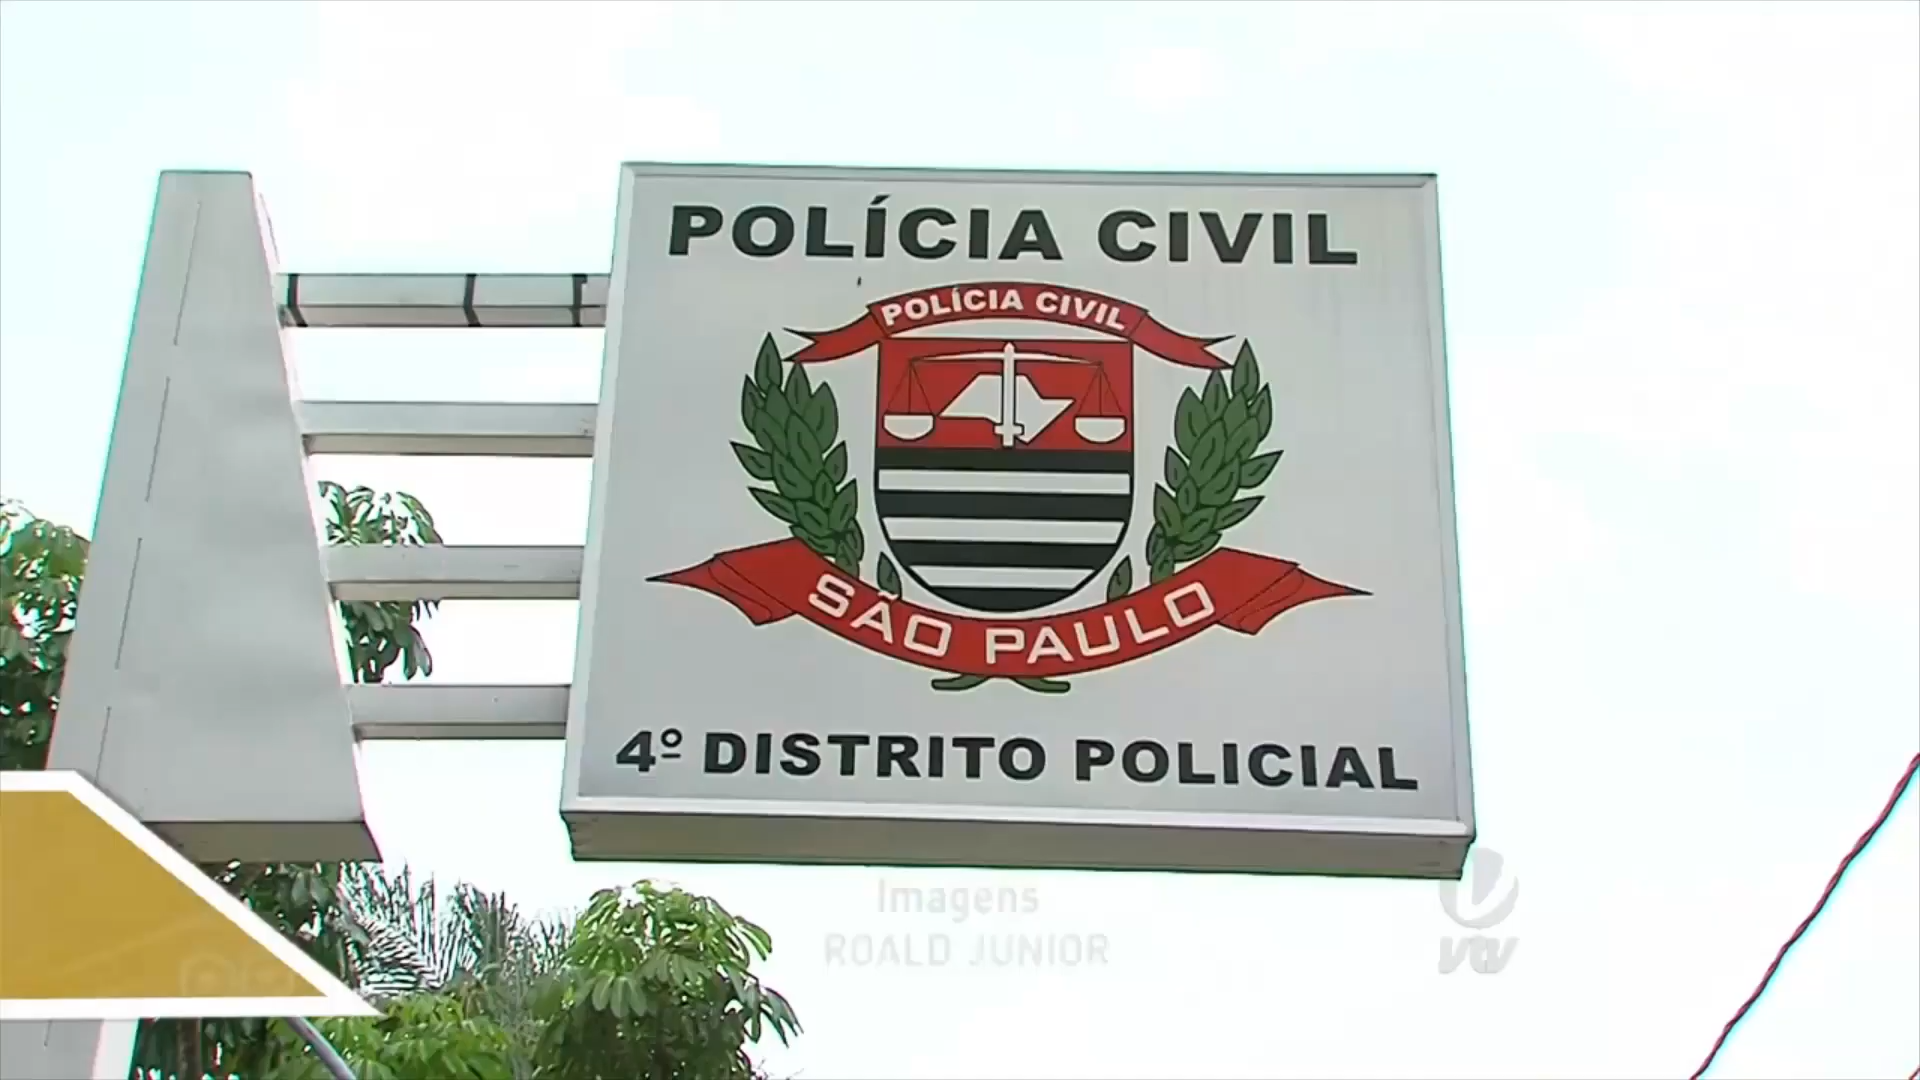 POLÍCIA CIVIL
POLÍCIA CIVIL
SÃO PAULO
4º DISTRITO POLICIAL
Imagens
ROALD JUNIOR
VTV